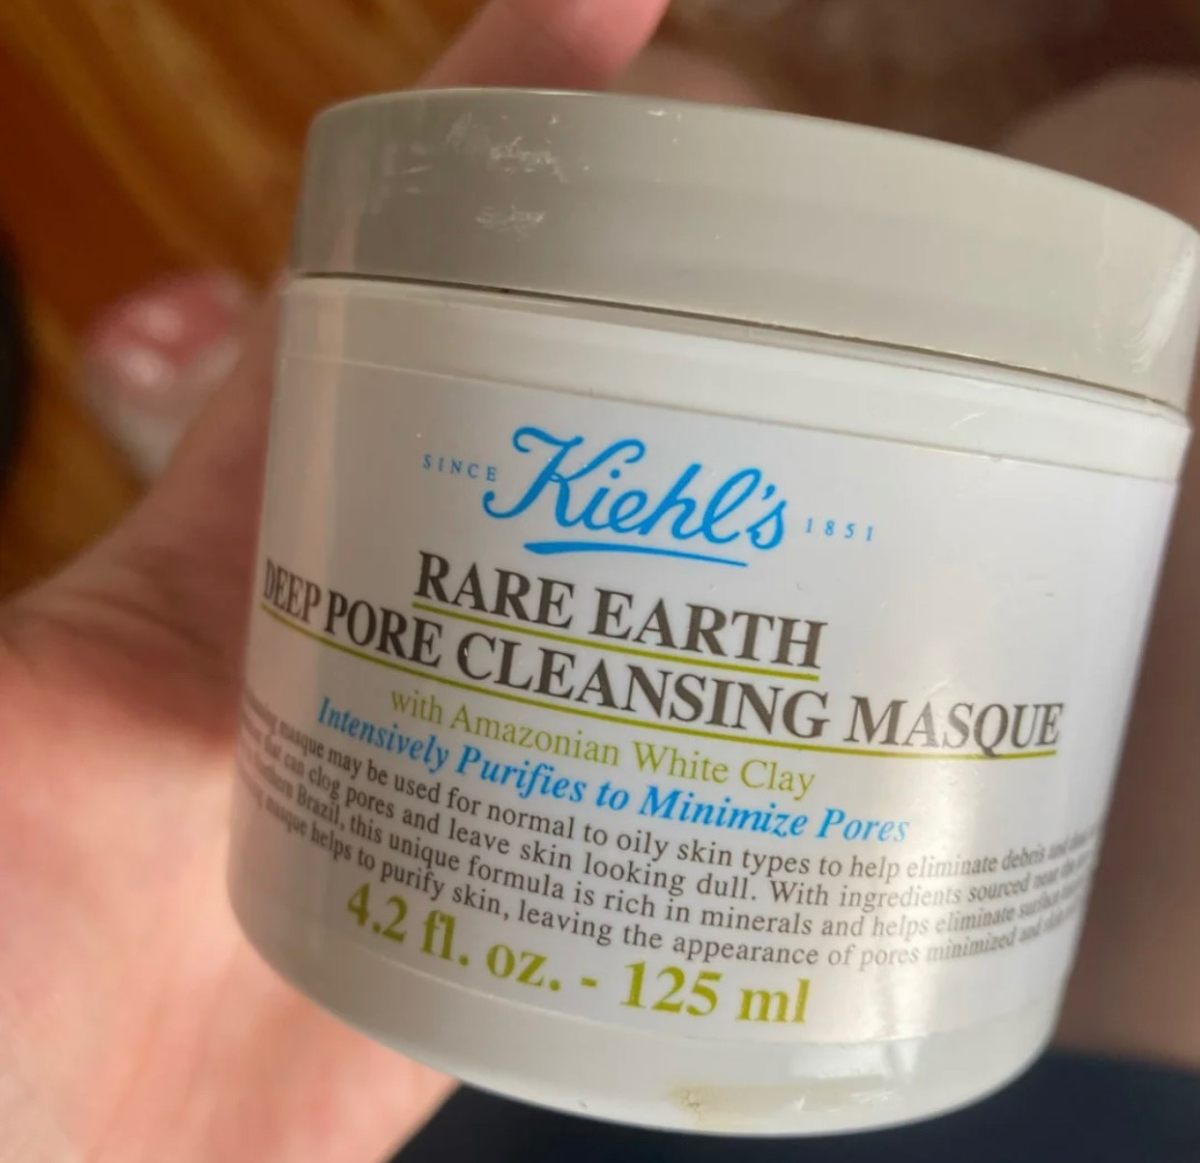 SINCE Kiehl's 1851
RARE EARTH
DEEP PORE CLEANSING MASQUE
with Amazonian White Clay
Intensively Purifies to Minimize Pores
masque may be used for normal to oily skin types to help eliminate debris and
that can clog pores and leave skin looking dull. With ingredients sourced near the
Brazil, this unique formula is rich in minerals and helps eliminate surface
masque helps to purify skin, leaving the appearance of pores minimized and
4.2 fl. oz. - 125 ml